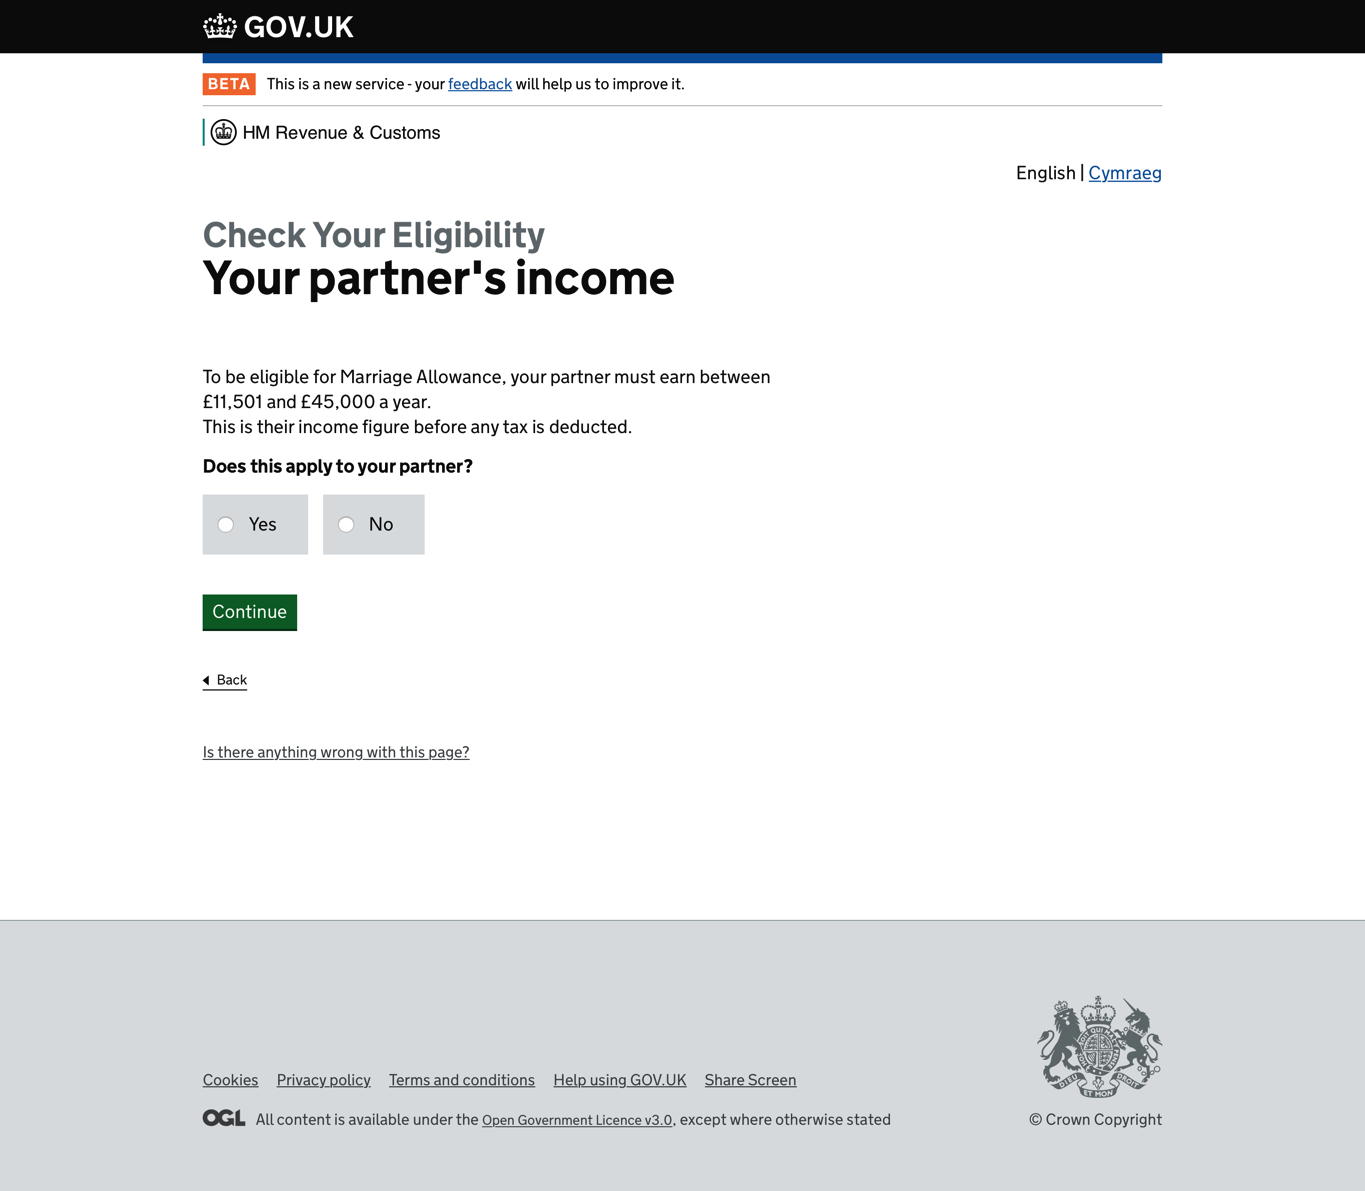 GOV.UK
BETA This is a new service - your feedback will help us to improve it.
HM Revenue & Customs
English | Cymraeg
Check Your Eligibility
Your partner's income
To be eligible for Marriage Allowance, your partner must earn between
£11,501 and £45,000 a year.
This is their income figure before any tax is deducted.
Does this apply to your partner?
Yes No
Continue
Back
Is there anything wrong with this page?
Cookies Privacy policy Terms and conditions Help using GOV.UK Share Screen
OGL All content is available under the Open Government Licence v3.0, except where otherwise stated
DIEU ET MON DROIT
© Crown Copyright